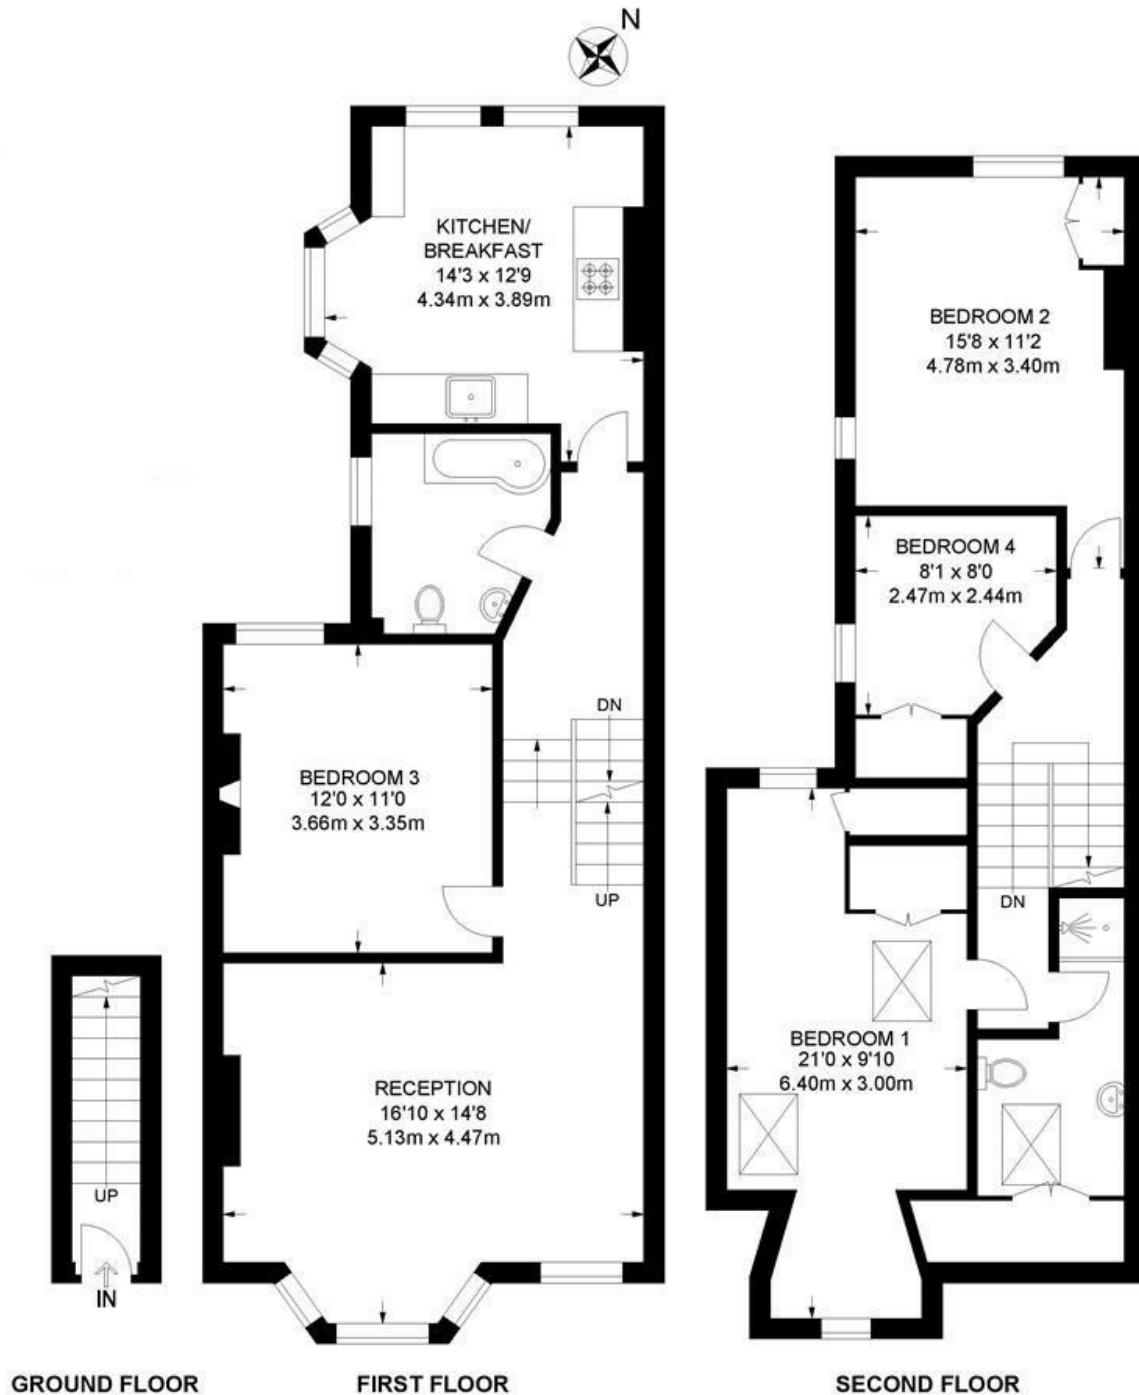 N
KITCHEN/
BREAKFAST
14'3 x 12'9
4.34m x 3.89m
BEDROOM 2
15'8 x 11'2
4.78m x 3.40m
BEDROOM 4
8'1 x 8'0
2.47m x 2.44m
DN
BEDROOM 3
12'0 x 11'0
3.66m x 3.35m
UP
DN
BEDROOM 1
21'0 x 9'10
6.40m x 3.00m
RECEPTION
16'10 x 14'8
5.13m x 4.47m
UP
IN
GROUND FLOOR
FIRST FLOOR
SECOND FLOOR